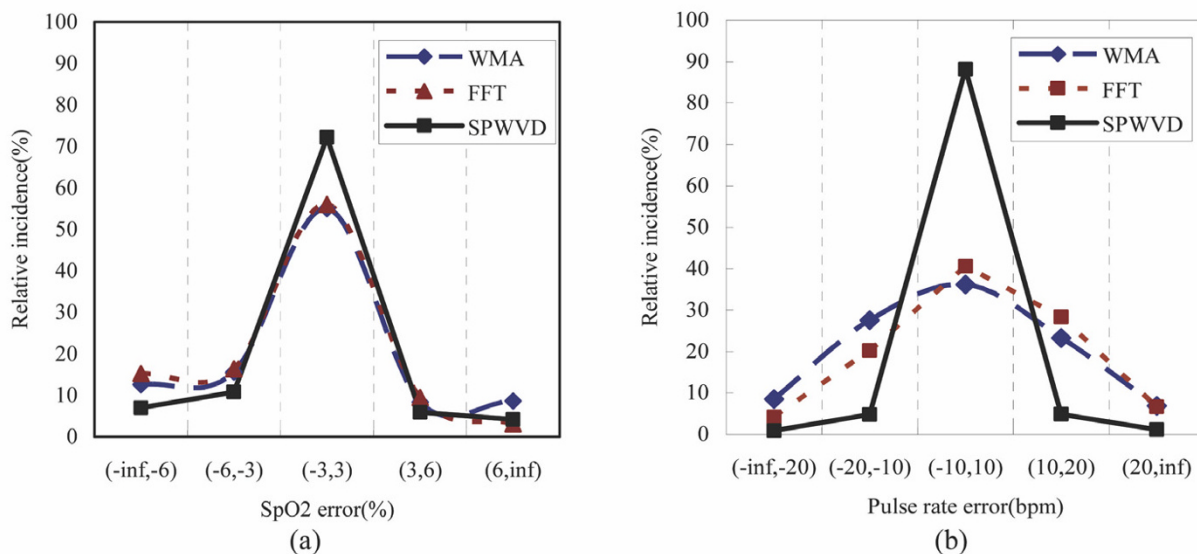 100
90
80
70
60
50
40
30
20
10
0
Relative incidence(%)
WMA
FFT
SPWVD
(-inf,-6) (-6,-3) (-3,3) (3,6) (6,inf)
SpO2 error(%)
(a)
100
90
80
70
60
50
40
30
20
10
0
Relative incidence(%)
WMA
FFT
SPWVD
(-inf,-20) (-20,-10) (-10,10) (10,20) (20,inf)
Pulse rate error(bpm)
(b)